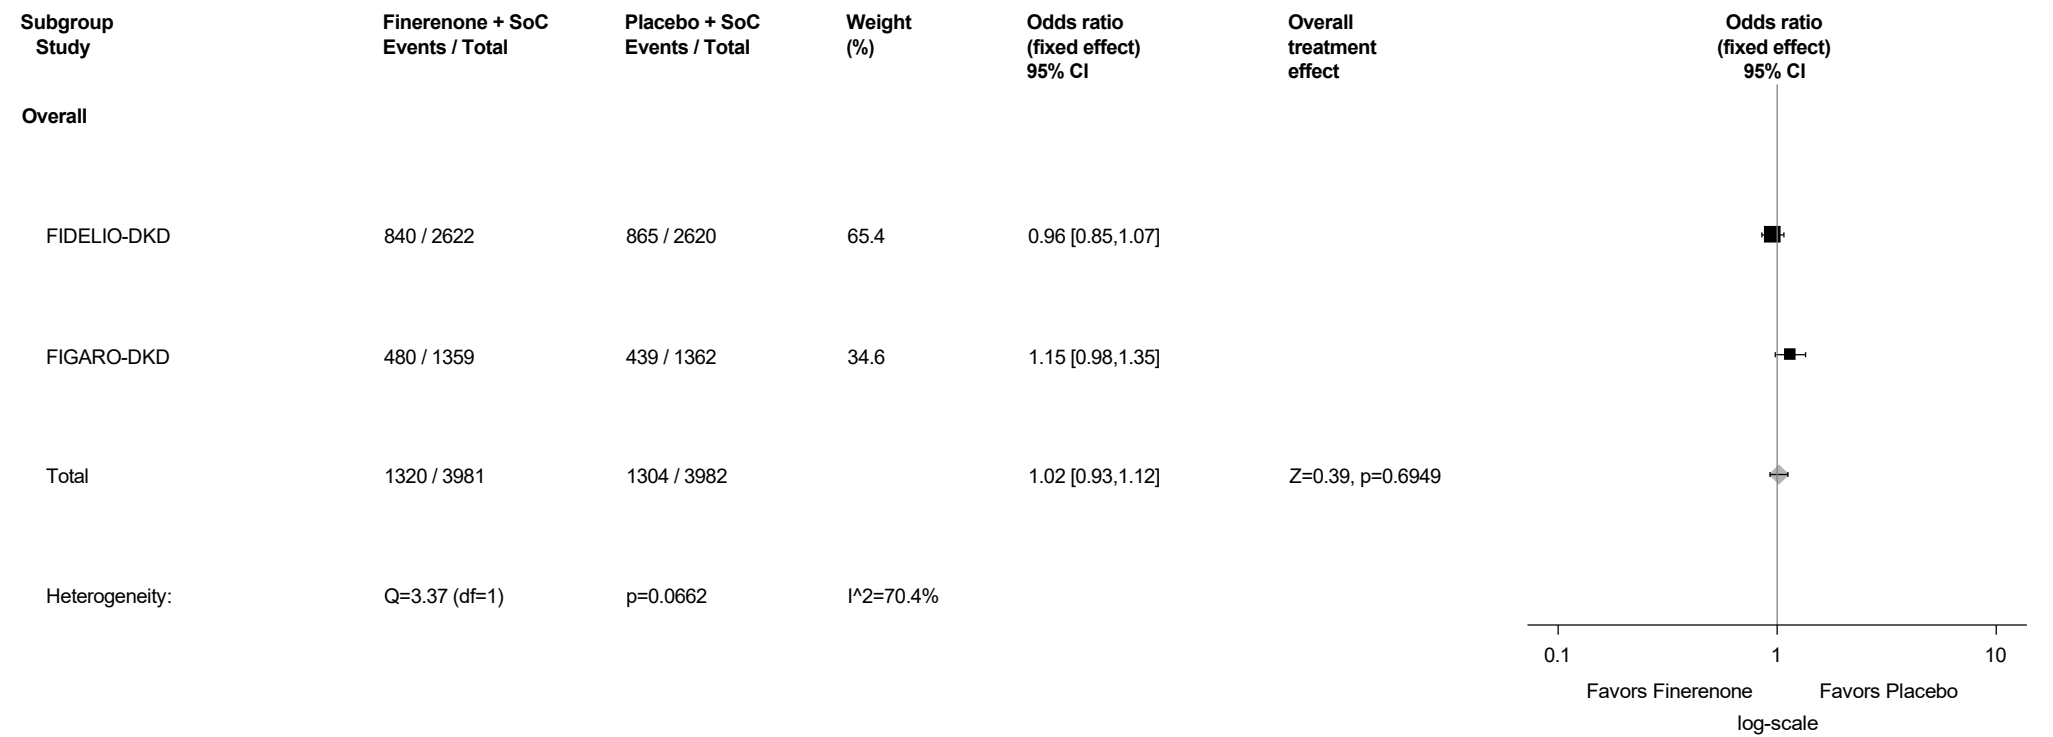 Subgroup Finerenone + SoC Placebo + SoC Weight Odds ratio Overall Odds ratio
Study Events / Total Events / Total (%) (fixed effect) treatment (fixed effect)
95% CI effect 95% CI
Overall
FIDELIO-DKD 840 / 2622 865 / 2620 65.4 0.96 [0.85,1.07]
FIGARO-DKD 480 / 1359 439 / 1362 34.6 1.15 [0.98,1.35]
Total 1320 / 3981 1304 / 3982 1.02 [0.93,1.12] Z=0.39, p=0.6949
Heterogeneity: Q=3.37 (df=1) p=0.0662 I^2=70.4%
0.1 1 10
Favors Finerenone Favors Placebo
log-scale